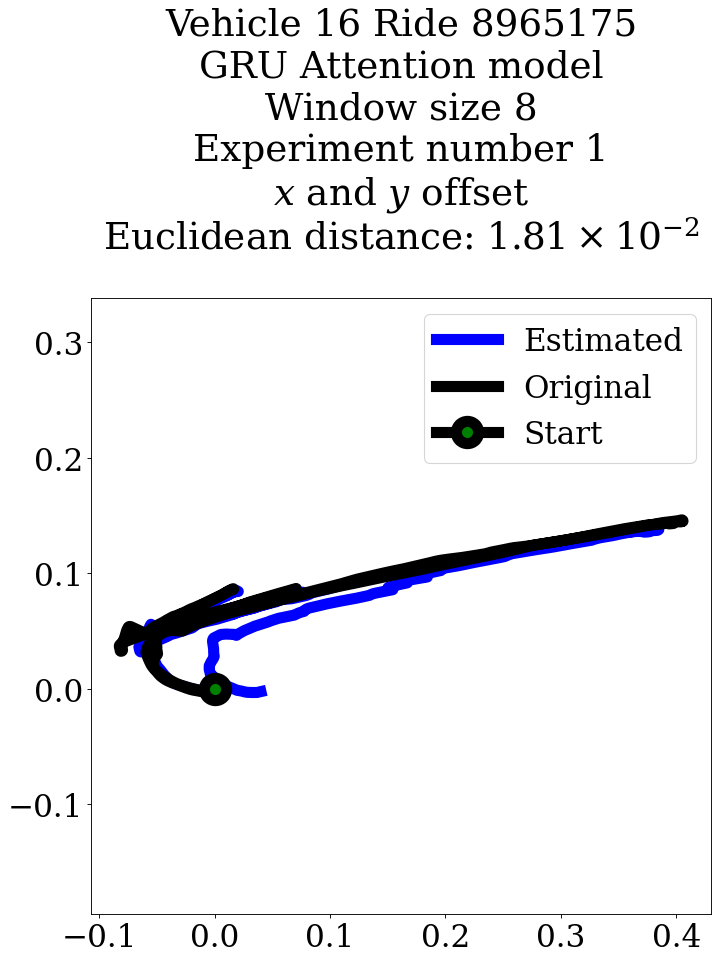 Vehicle 16 Ride 8965175
GRU Attention model
Window size 8
Experiment number 1
x and y offset
Euclidean distance: 1.81 × 10⁻²
Estimated
Original
Start
0.3
0.2
0.1
0.0
−0.1
−0.1 0.0 0.1 0.2 0.3 0.4